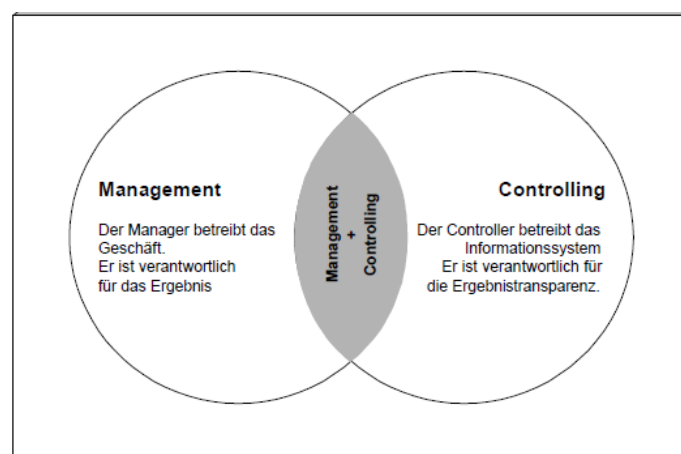 Management
Der Manager betreibt das
Geschäft.
Er ist verantwortlich
für das Ergebnis
Management
+
Controlling
Controlling
Der Controller betreibt das
Informationssystem
Er ist verantwortlich für
die Ergebnistransparenz.